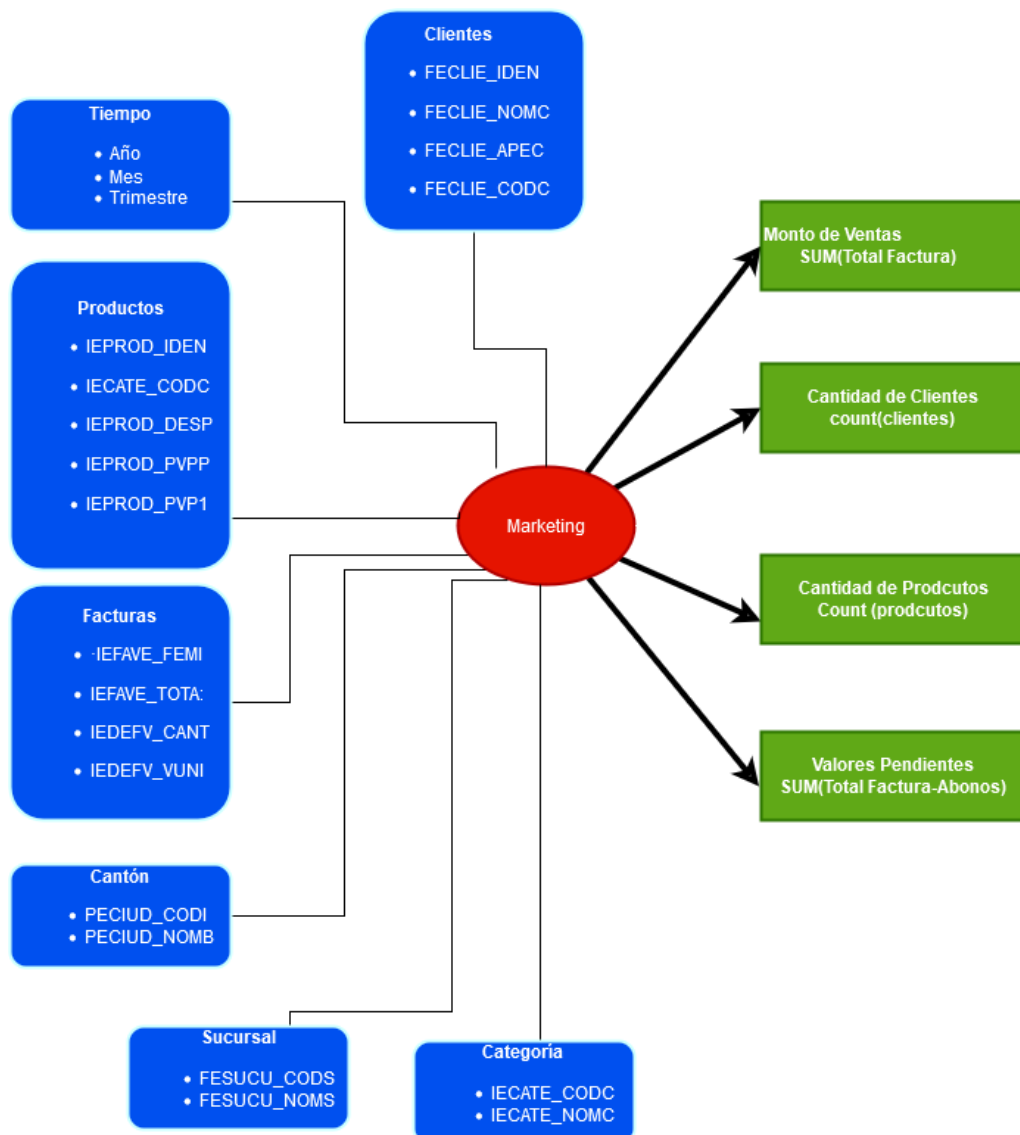 Clientes
FECLIE_IDEN
FECLIE_NOMC
FECLIE_APEC
FECLIE_CODC
Tiempo
Año
Mes
Trimestre
Productos
IEPROD_IDEN
IECATE_CODC
IEPROD_DESP
IEPROD_PVPP
IEPROD_PVP1
Facturas
-IEFAVE_FEMI
IEFAVE_TOTA:
IEDEFV_CANT
IEDEFV_VUNI
Cantón
PECIUD_CODI
PECIUD_NOMB
Sucursal
FESUCU_CODS
FESUCU_NOMS
Categoría
IECATE_CODC
IECATE_NOMC
Marketing
Monto de Ventas
SUM(Total Factura)
Cantidad de Clientes
count(clientes)
Cantidad de Prodcutos
Count (prodcutos)
Valores Pendientes
SUM(Total Factura-Abonos)